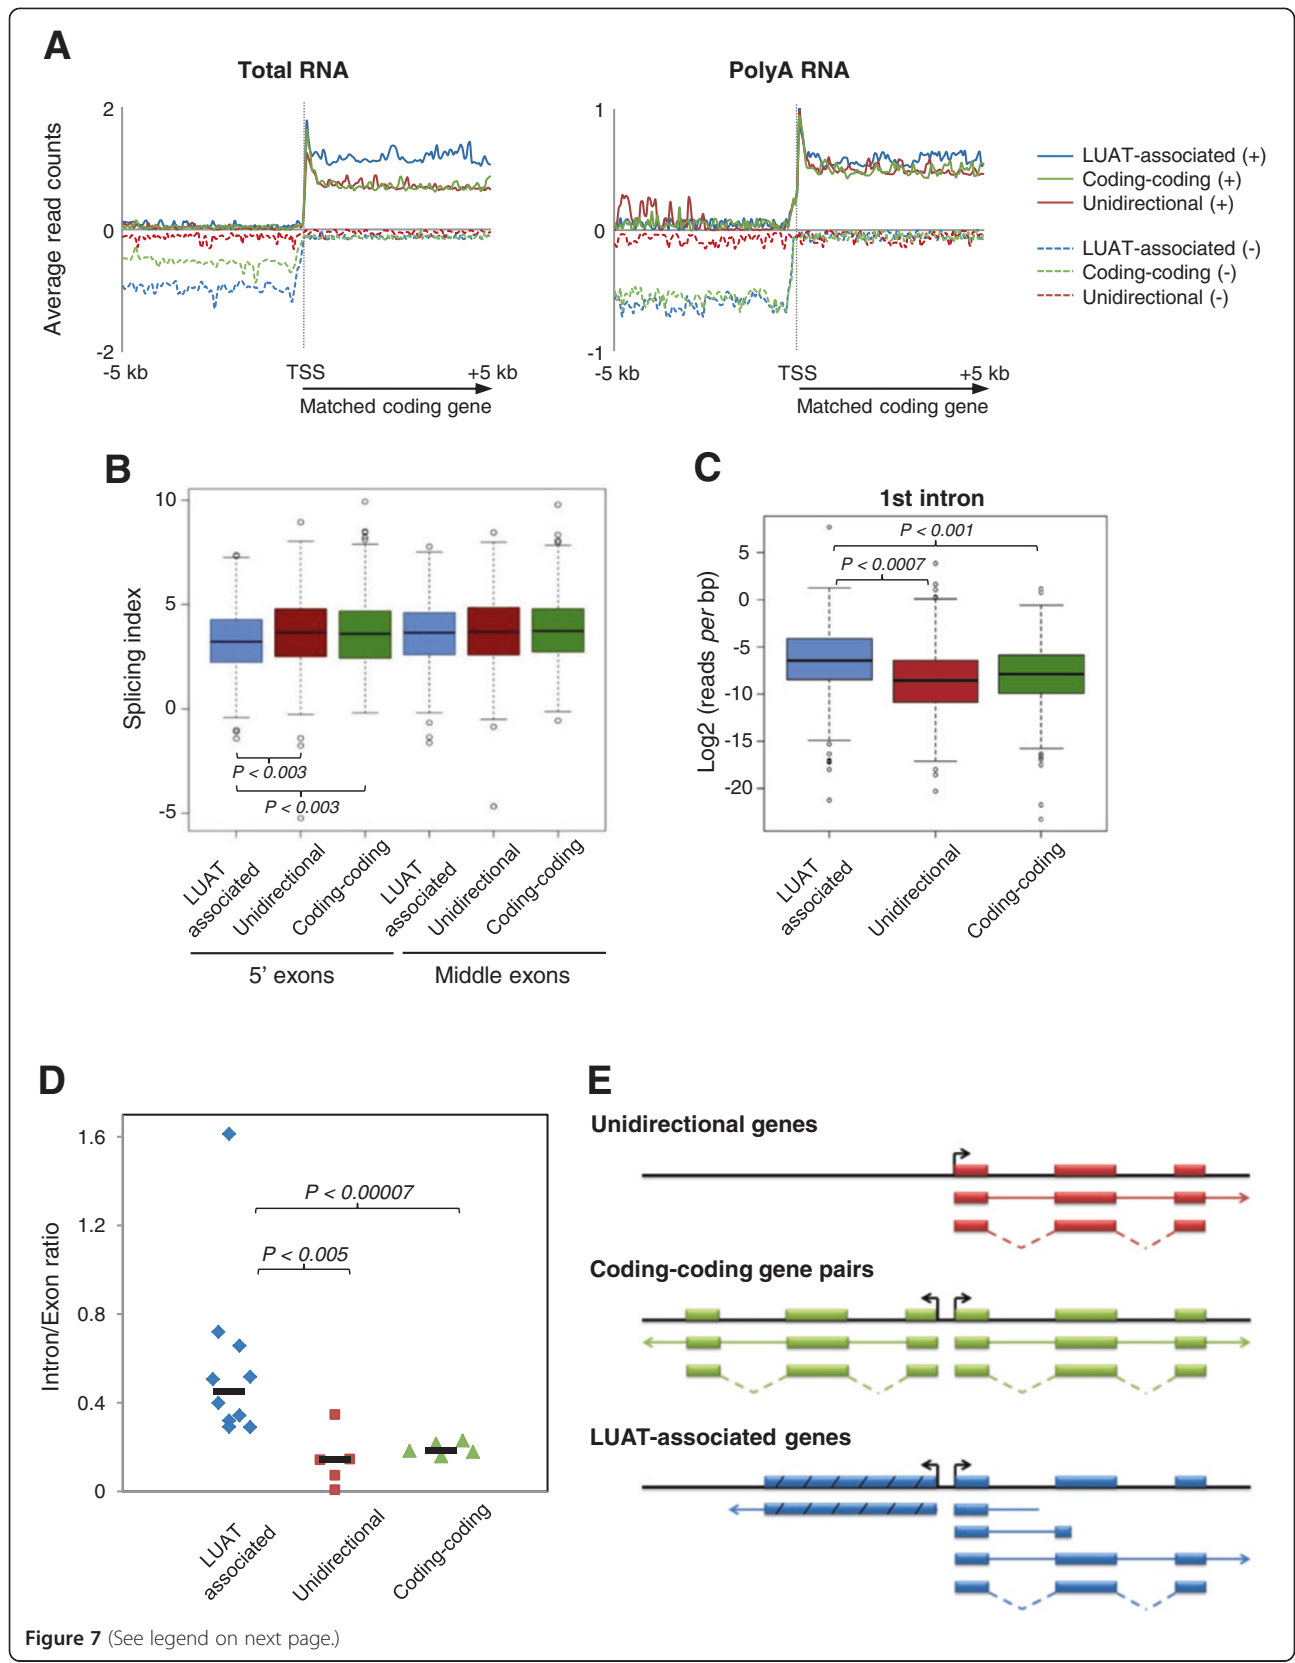 A
Total RNA
PolyA RNA
Average read counts
2
0
-2
-5 kb
TSS
+5 kb
Matched coding gene
1
0
-1
-5 kb
TSS
+5 kb
Matched coding gene
LUAT-associated (+)
Coding-coding (+)
Unidirectional (+)
LUAT-associated (-)
Coding-coding (-)
Unidirectional (-)
B
Splicing index
10
5
0
-5
P < 0.003
P < 0.003
LUAT
associated
Unidirectional
Coding-coding
LUAT
associated
Unidirectional
Coding-coding
5’ exons
Middle exons
C
1st intron
Log2 (reads per bp)
5
0
-5
-10
-15
-20
P < 0.001
P < 0.0007
LUAT
associated
Unidirectional
Coding-coding
D
Intron/Exon ratio
1.6
1.2
0.8
0.4
0
P < 0.00007
P < 0.005
LUAT
associated
Unidirectional
Coding-coding
E
Unidirectional genes
Coding-coding gene pairs
LUAT-associated genes
Figure 7 (See legend on next page.)